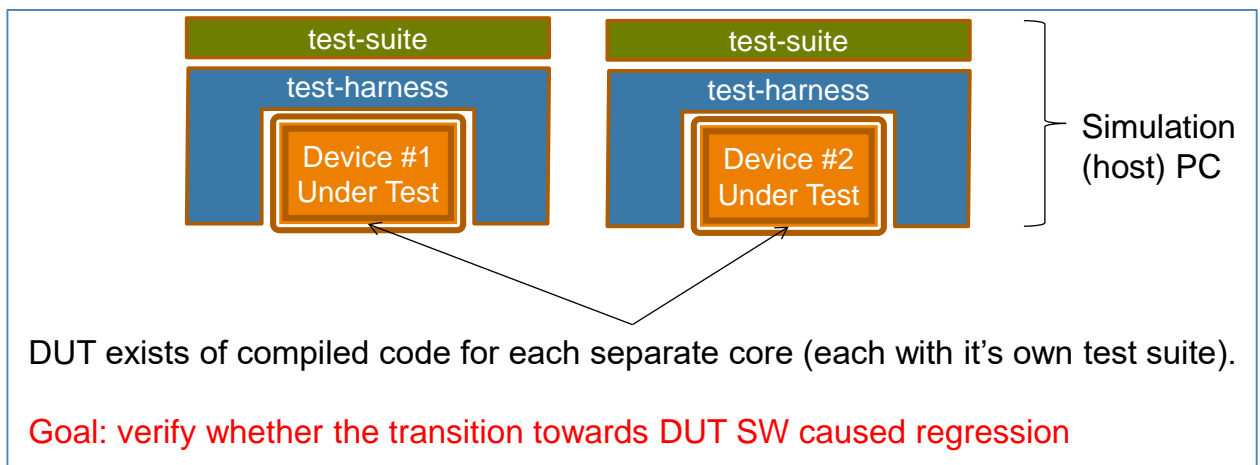 test-suite
test-harness
Device #1
Under Test
test-suite
test-harness
Device #2
Under Test
Simulation
(host) PC
DUT exists of compiled code for each separate core (each with it’s own test suite).
Goal: verify whether the transition towards DUT SW caused regression